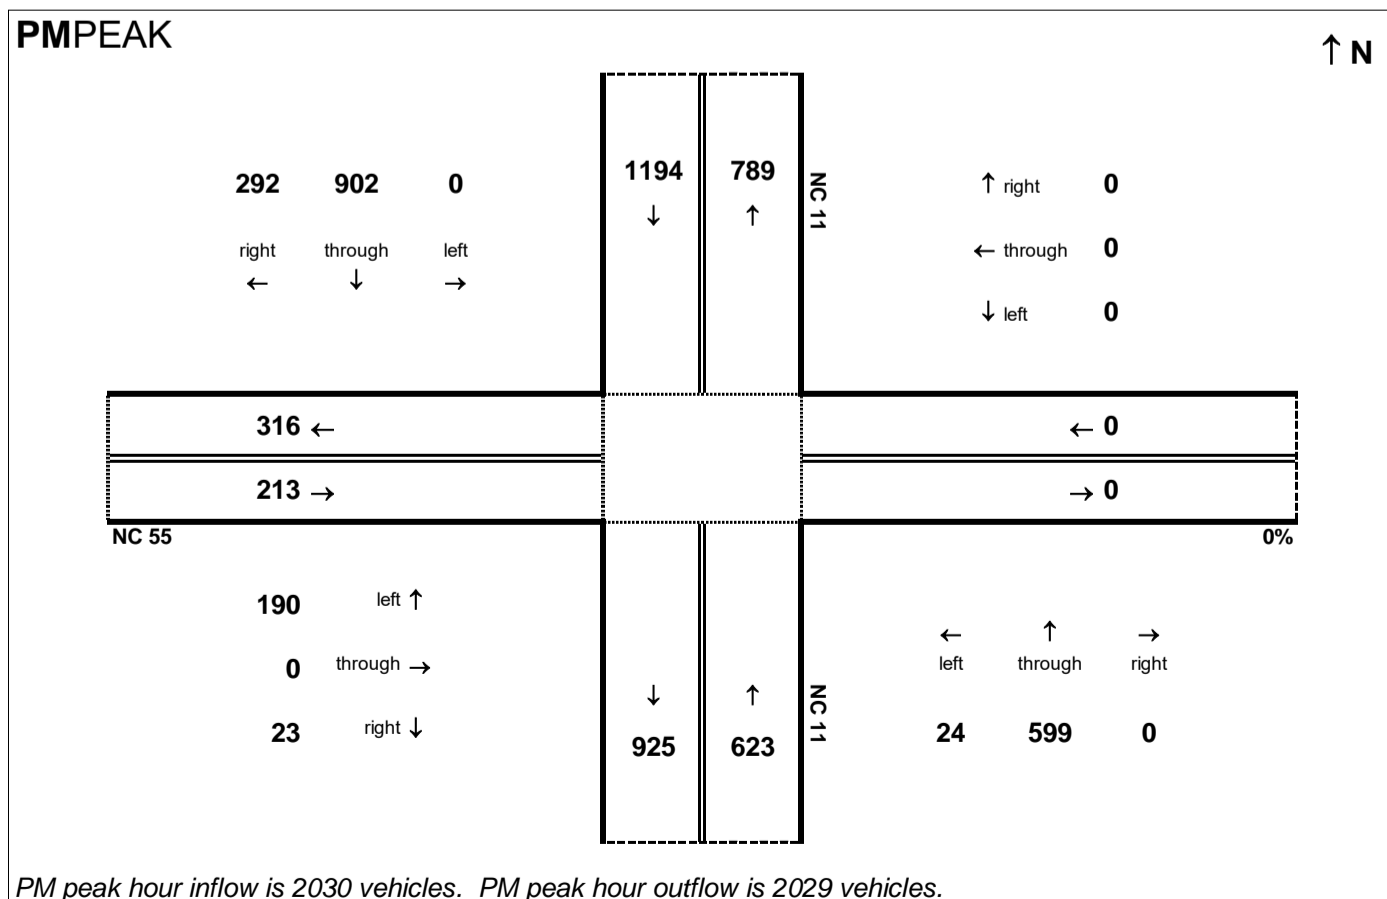 PMPEAK
↑ N
292 902 0
right through left
← ↓ →
1194 789
↓ ↑
NC 11
↑ right 0
← through 0
↓ left 0
316 ←
213 →
← 0
→ 0
NC 55
0%
190 left ↑
0 through →
23 right ↓
↓ ↑
925 623
NC 11
← ↑ →
left through right
24 599 0
PM peak hour inflow is 2030 vehicles. PM peak hour outflow is 2029 vehicles.